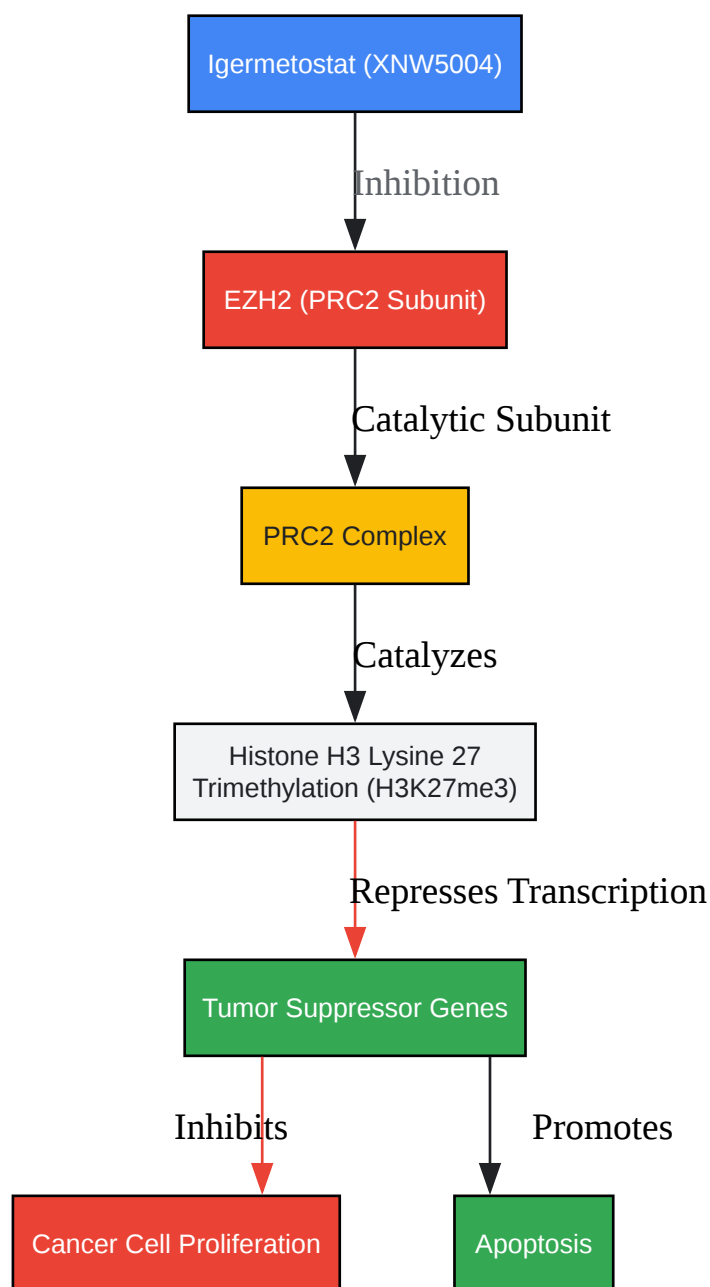 Igermetostat (XNW5004)
Inhibition
EZH2 (PRC2 Subunit)
Catalytic Subunit
PRC2 Complex
Catalyzes
Histone H3 Lysine 27
Trimethylation (H3K27me3)
Represses Transcription
Tumor Suppressor Genes
Inhibits
Promotes
Cancer Cell Proliferation
Apoptosis